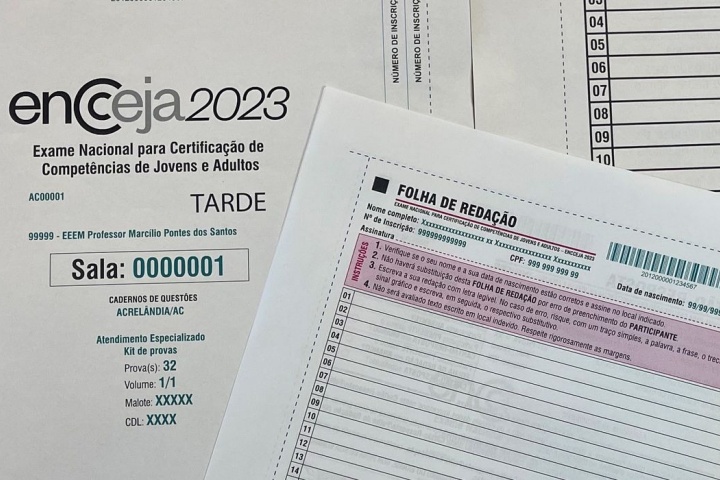 encceja2023
Exame Nacional para Certificação de
Competências de Jovens e Adultos
AC00001
TARDE
99999 - EEEM Professor Marcílio Pontes dos Santos
Sala: 0000001
CADERNOS DE QUESTÕES
ACRELÂNDIA/AC
Atendimento Especializado
Kit de provas
Prova(s): 32
Volume: 1/1
Malote: XXXXX
CDL: XXXX
NÚMERO DE INSCRIÇ
NÚMERO DE INSCRIÇ
03
04
05
06
07
08
09
10
FOLHA DE REDAÇÃO
EXAME NACIONAL PARA CERTIFICAÇÃO DE COMPETÊNCIAS DE JOVENS E ADULTOS - ENCCEJA 2023
Nome completo:
Nº de Inscrição: 999999999999
CPF: 999 999 999 99
Assinatura
2012000001234567
Data de nascimento: 99/99/99
INSTRUÇÕES
1. Verifique se o seu nome e a sua data de nascimento estão corretos e assine no local indicado.
2. Não haverá substituição desta FOLHA DE REDAÇÃO por erro de preenchimento do PARTICIPANTE.
3. Escreva a sua redação com letra legível. No caso de erro, risque, com um traço simples, a palavra, a frase, o trec
sinal gráfico e escreva, em seguida, o respectivo substitutivo.
4. Não será avaliado texto escrito em local indevido. Respeite rigorosamente as margens.
01
02
03
04
05
06
07
08
09
10
11
12
13
14